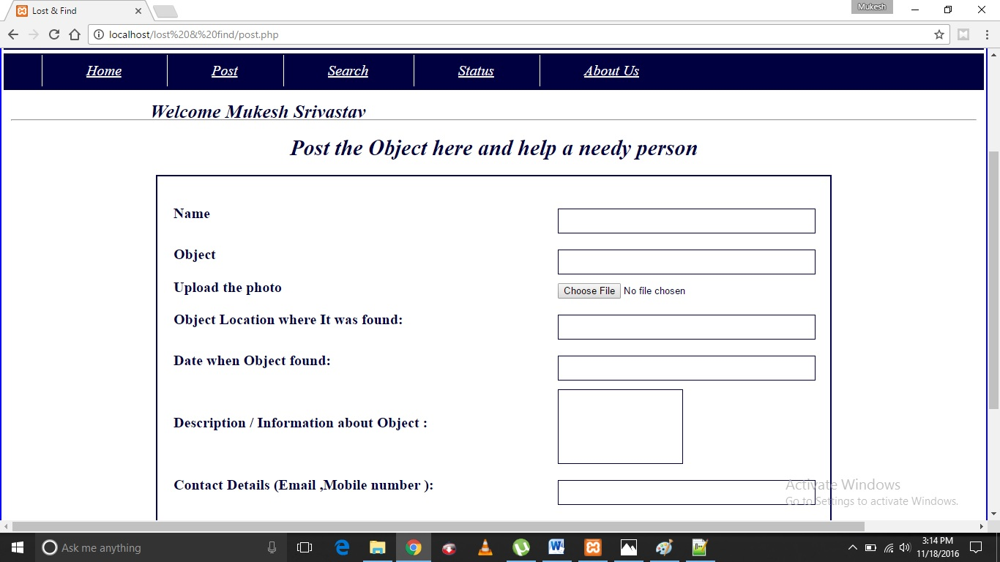 Lost & Find
Mukesh
localhost/lost%20&%20find/post.php
Home Post Search Status About Us
Welcome Mukesh Srivastav
Post the Object here and help a needy person
Name
Object
Upload the photo Choose File No file chosen
Object Location where It was found:
Date when Object found:
Description / Information about Object :
Contact Details (Email ,Mobile number ):
Activate Windows
Go to Settings to activate Windows.
Ask me anything
3:14 PM
11/18/2016